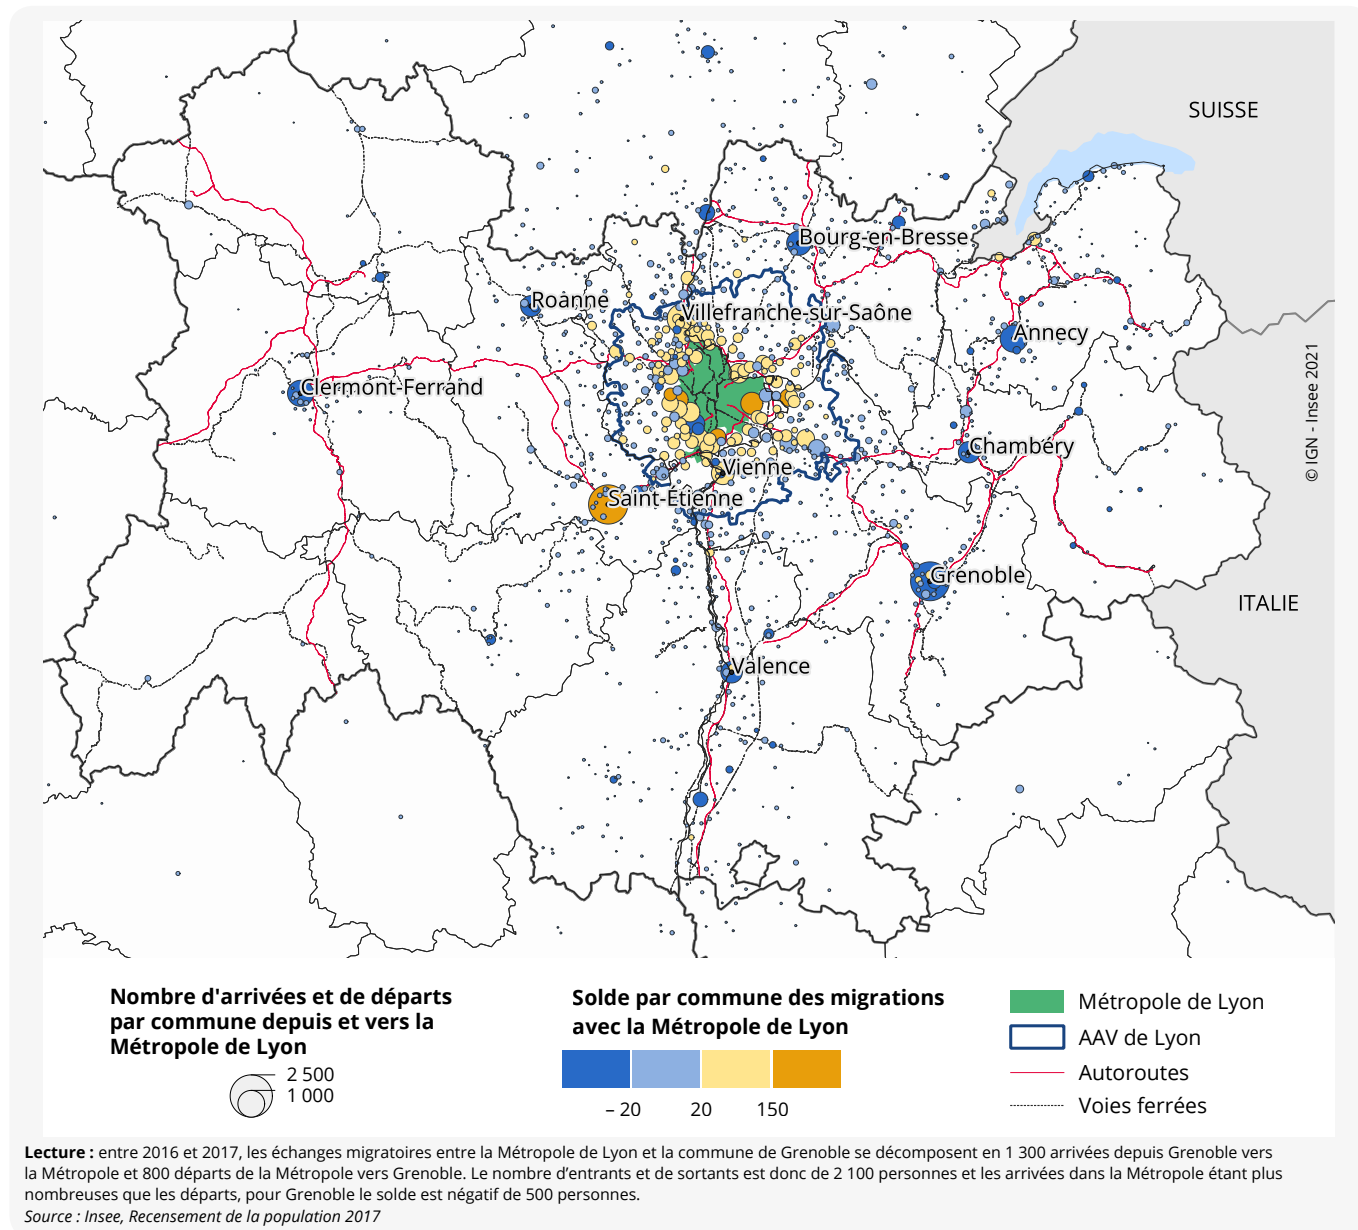 SUISSE
Bourg-en-Bresse
Roanne
Villefranche-sur-Saône
Annecy
Clermont-Ferrand
© IGN - Insee 2021
Chambéry
Vienne
Saint-Étienne
Grenoble
ITALIE
Valence
Nombre d'arrivées et de départs
par commune depuis et vers la
Métropole de Lyon
2 500
1 000
Solde par commune des migrations
avec la Métropole de Lyon
– 20
20
150
Métropole de Lyon
AAV de Lyon
Autoroutes
Voies ferrées
Lecture : entre 2016 et 2017, les échanges migratoires entre la Métropole de Lyon et la commune de Grenoble se décomposent en 1 300 arrivées depuis Grenoble vers
la Métropole et 800 départs de la Métropole vers Grenoble. Le nombre d’entrants et de sortants est donc de 2 100 personnes et les arrivées dans la Métropole étant plus
nombreuses que les départs, pour Grenoble le solde est négatif de 500 personnes.
Source : Insee, Recensement de la population 2017